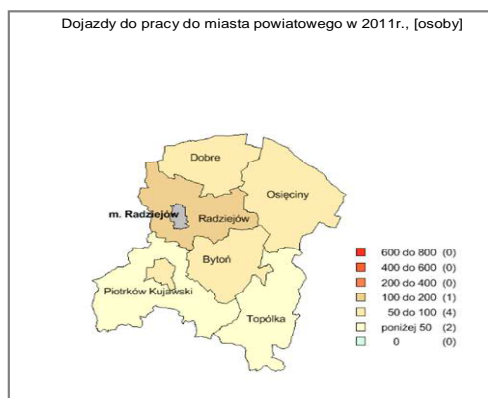 Dojazdy do pracy do miasta powiatowego w 2011r., [osoby]
Dobre
Osięciny
m. Radziejów
Radziejów
Bytoń
Piotrków Kujawski
Topólka
600 do 800 (0)
400 do 600 (0)
200 do 400 (0)
100 do 200 (1)
50 do 100 (4)
poniżej 50 (2)
0 (0)